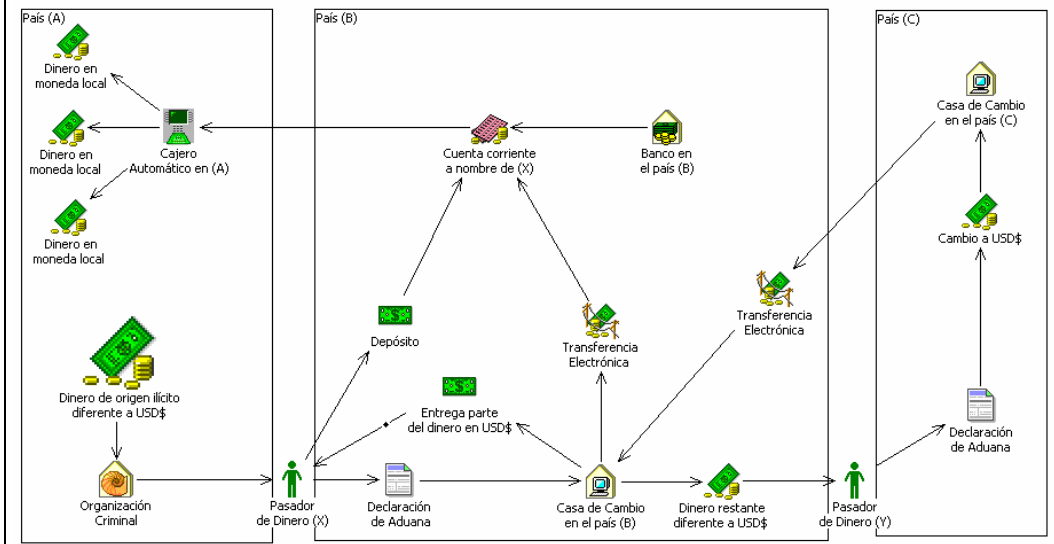 País (A)
Dinero en
moneda local
Dinero en
moneda local
Cajero
Automático en (A)
Dinero en
moneda local
Dinero de origen ilícito
diferente a USD$
Organización
Criminal
Pasador
de Dinero (X)
País (B)
Cuenta corriente
a nombre de (X)
Banco en
el país (B)
Depósito
Transferencia
Electrónica
Transferencia
Electrónica
Entrega parte
del dinero en USD$
Declaración
de Aduana
Casa de Cambio
en el país (B)
Dinero restante
diferente a USD$
Pasador
de Dinero (Y)
País (C)
Casa de Cambio
en el país (C)
Cambio a USD$
Declaración
de Aduana